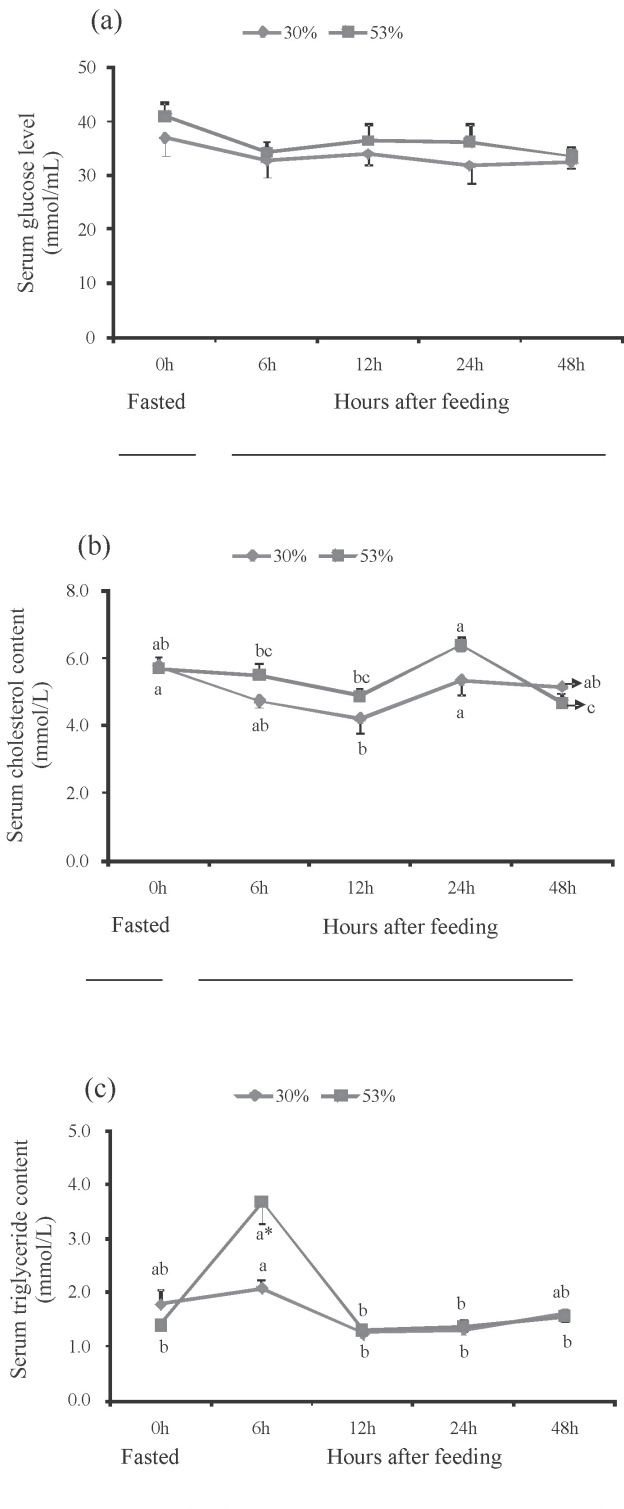 (a)
30% 53%
50
40
30
20
10
0
Serum glucose level
(mmol/mL)
0h 6h 12h 24h 48h
Fasted Hours after feeding
(b)
30% 53%
8.0
6.0
4.0
2.0
0.0
Serum cholesterol content
(mmol/L)
ab bc bc a ab
a ab b a c
0h 6h 12h 24h 48h
Fasted Hours after feeding
(c)
30% 53%
5.0
4.0
3.0
2.0
1.0
0.0
Serum triglyceride content
(mmol/L)
a*
ab a b b ab
b b b b
0h 6h 12h 24h 48h
Fasted Hours after feeding